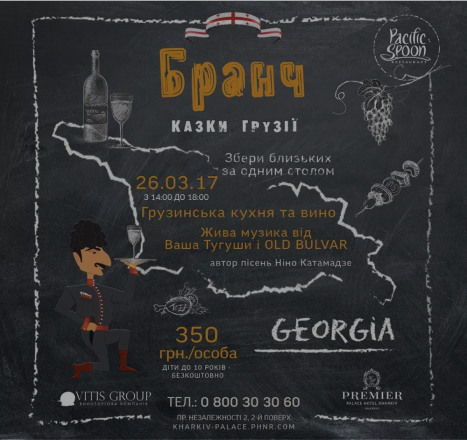 Pacific
Spoon
RESTAURANT
Бранч
КАЗКИ ГРУЗІЇ
Збери близьких
за одним столом
26.03.17
З 14:00 ДО 18:00
Грузинська кухня та вино
Жива музика від
Ваша Тугуши і OLD BULVAR
автор пісень Ніно Катамадзе
350
грн./особа
ДІТИ ДО 10 РОКІВ -
БЕЗКОШТОВНО
GEORGIA
VITIS GROUP
ВИНОТОРГОВА КОМПАНІЯ
ТЕЛ.: 0 800 30 30 60
ПР. НЕЗАЛЕЖНОСТІ 2, 2-Й ПОВЕРХ
KHARKIV-PALACE.PHNR.COM
PREMIER
PALACE HOTEL KHARKIV